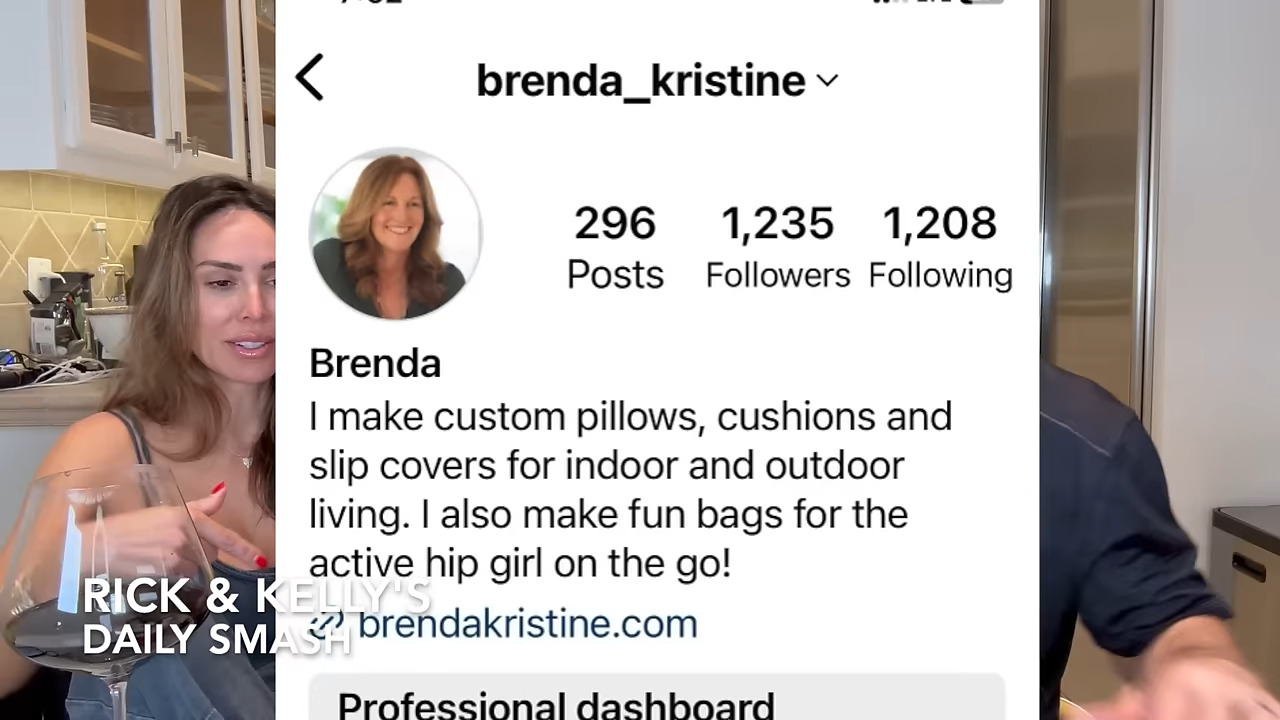 brenda_kristine
296
1,235
1,208
Posts
Followers
Following
Brenda
I make custom pillows, cushions and
slip covers for indoor and outdoor
living. I also make fun bags for the
active hip girl on the go!
brendakristine.com
Professional dashboard
RICK & KELLY'S
DAILY SMASH